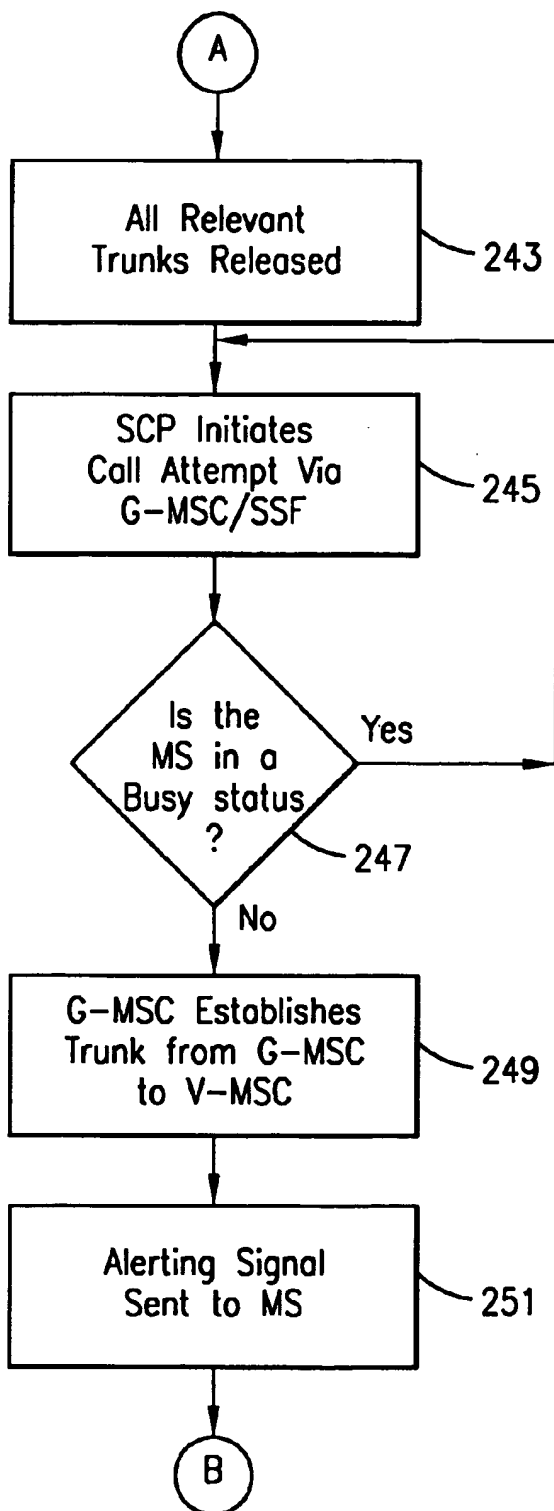 A
All Relevant
Trunks Released
243
SCP Initiates
Call Attempt Via
G-MSC/SSF
245
Is the
MS in a
Busy status
?
Yes
247
No
G-MSC Establishes
Trunk from G-MSC
to V-MSC
249
Alerting Signal
Sent to MS
251
B